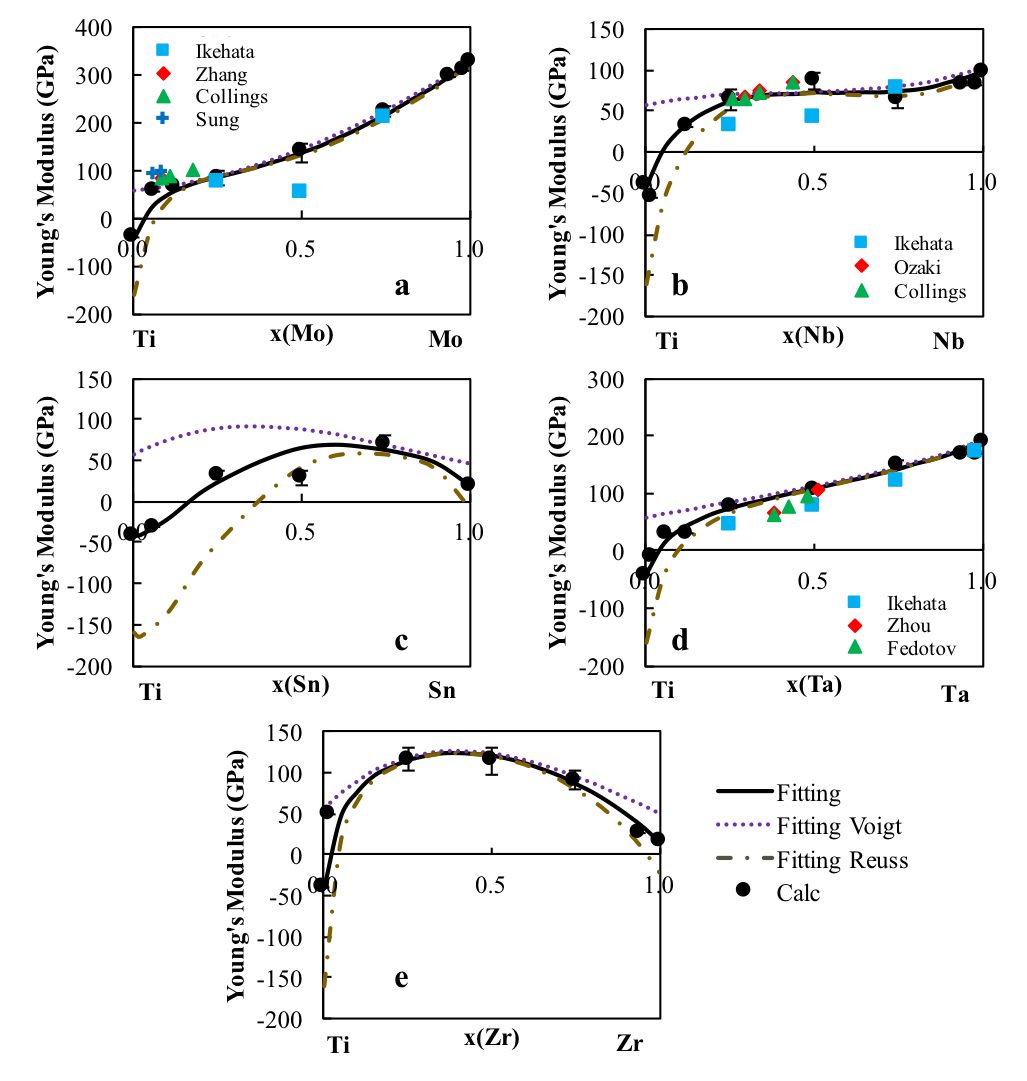 Young's Modulus (GPa)
400
300
200
100
0
-100
-200
Ikehata
Zhang
Collings
Sung
0.0
0.5
1.0
a
Ti
x(Mo)
Mo
Young's Modulus (GPa)
150
100
50
0
-50
-100
-150
-200
0.0
0.5
1.0
Ikehata
Ozaki
Collings
b
Ti
x(Nb)
Nb
Young's Modulus (GPa)
150
100
50
0
-50
-100
-150
-200
0.0
0.5
1.0
c
Ti
x(Sn)
Sn
Young's Modulus (GPa)
300
200
100
0
-100
-200
0.0
0.5
1.0
Ikehata
Zhou
Fedotov
d
Ti
x(Ta)
Ta
Young's Modulus (GPa)
150
100
50
0
-50
-100
-150
-200
0.0
0.5
1.0
e
Ti
x(Zr)
Zr
Fitting
Fitting Voigt
Fitting Reuss
Calc